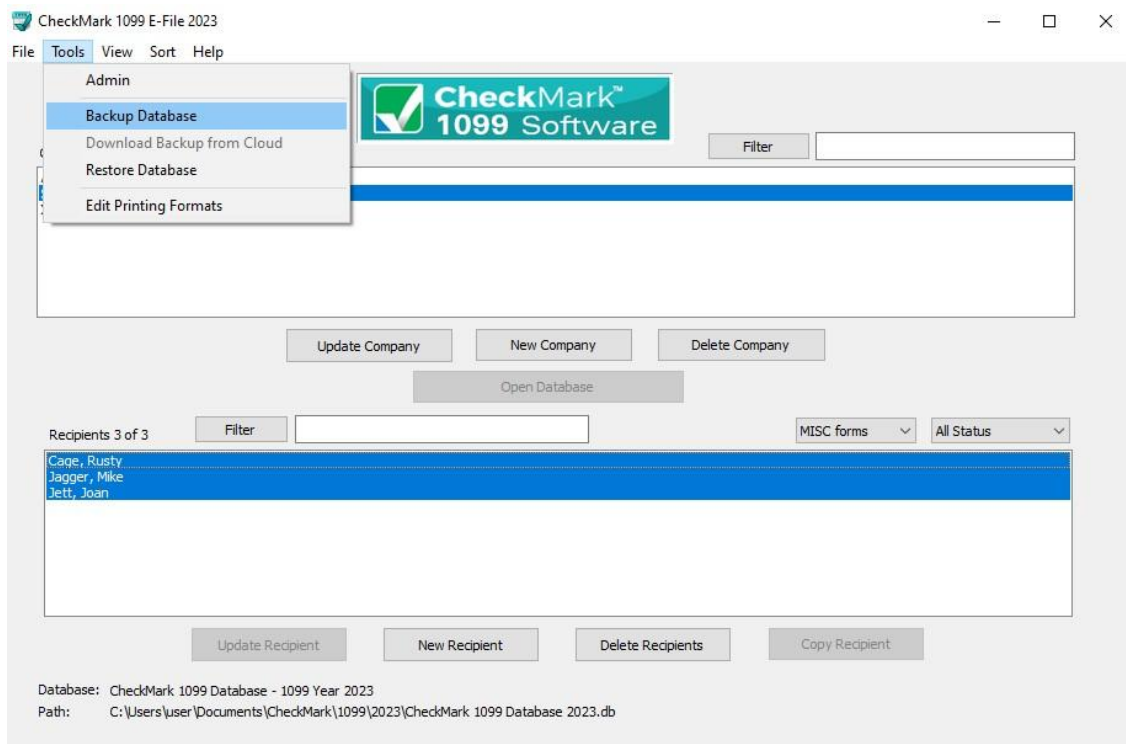 CheckMark 1099 E-File 2023
File Tools View Sort Help
Admin
Backup Database
Download Backup from Cloud
Restore Database
Edit Printing Formats
CheckMark™
1099 Software
Filter
Update Company New Company Delete Company
Open Database
Recipients 3 of 3 Filter MISC forms All Status
Cage, Rusty
Jagger, Mike
Jett, Joan
Update Recipient New Recipient Delete Recipients Copy Recipient
Database: CheckMark 1099 Database - 1099 Year 2023
Path: C:\Users\user\Documents\CheckMark\1099\2023\CheckMark 1099 Database 2023.db